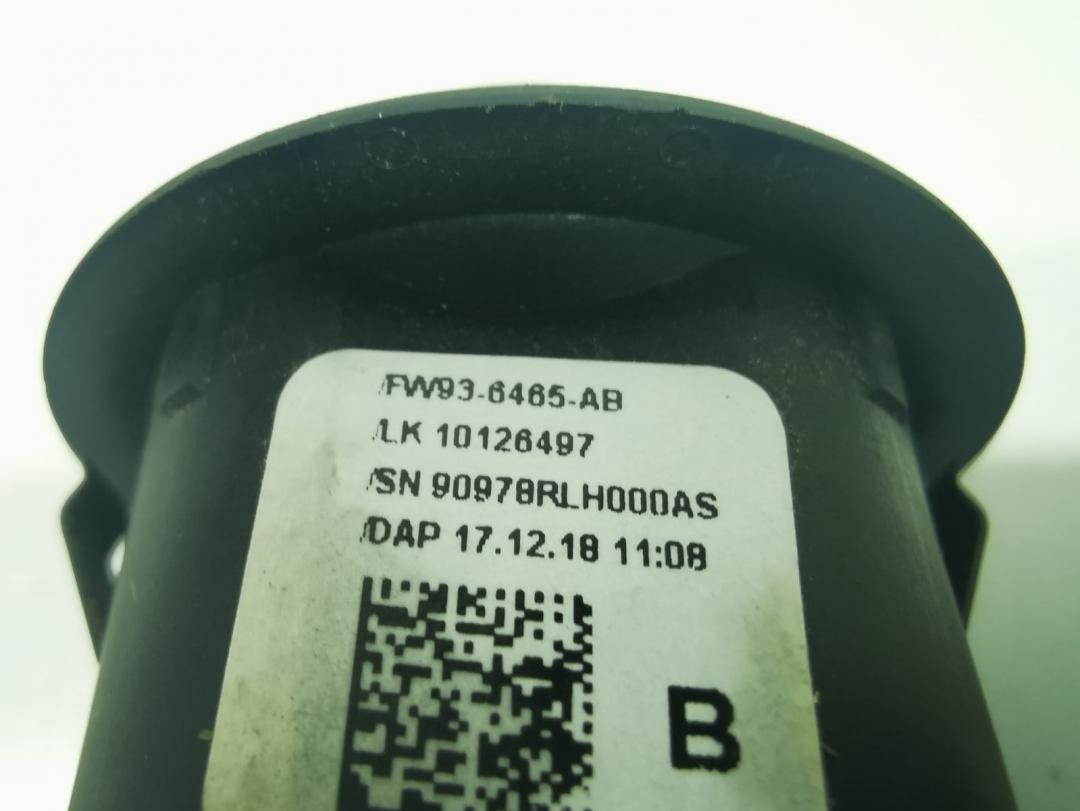 /FW93-6465-AB
/LK 10126497
/SN 90978RLH000AS
/DAP 17.12.18 11:08
B